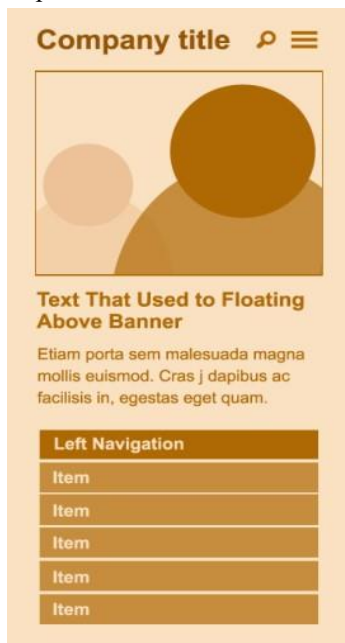 Company title
Text That Used to Floating
Above Banner
Etiam porta sem malesuada magna
mollis euismod. Cras j dapibus ac
facilisis in, egestas eget quam.
Left Navigation
Item
Item
Item
Item
Item